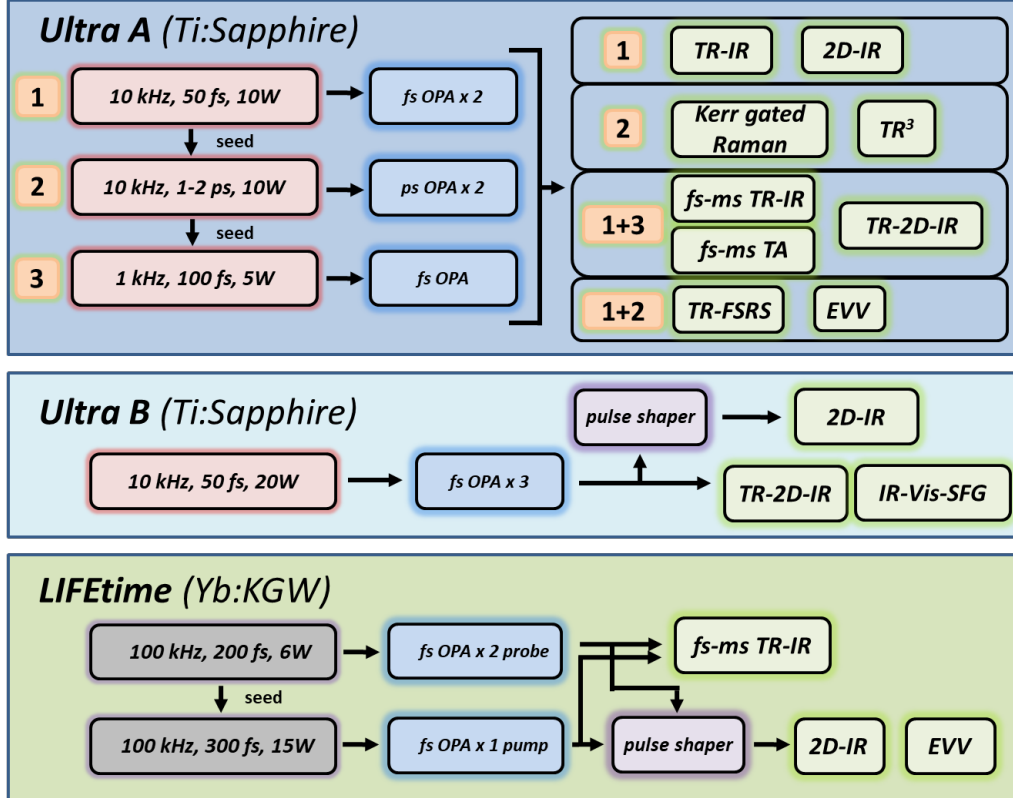 Ultra A (Ti:Sapphire)
1
10 kHz, 50 fs, 10W
fs OPA x 2
seed
2
10 kHz, 1-2 ps, 10W
ps OPA x 2
seed
3
1 kHz, 100 fs, 5W
fs OPA
1
TR-IR
2D-IR
2
Kerr gated
Raman
TR³
1+3
fs-ms TR-IR
fs-ms TA
TR-2D-IR
1+2
TR-FSRS
EVV
Ultra B (Ti:Sapphire)
10 kHz, 50 fs, 20W
fs OPA x 3
pulse shaper
2D-IR
TR-2D-IR
IR-Vis-SFG
LIFEtime (Yb:KGW)
100 kHz, 200 fs, 6W
fs OPA x 2 probe
fs-ms TR-IR
seed
100 kHz, 300 fs, 15W
fs OPA x 1 pump
pulse shaper
2D-IR
EVV